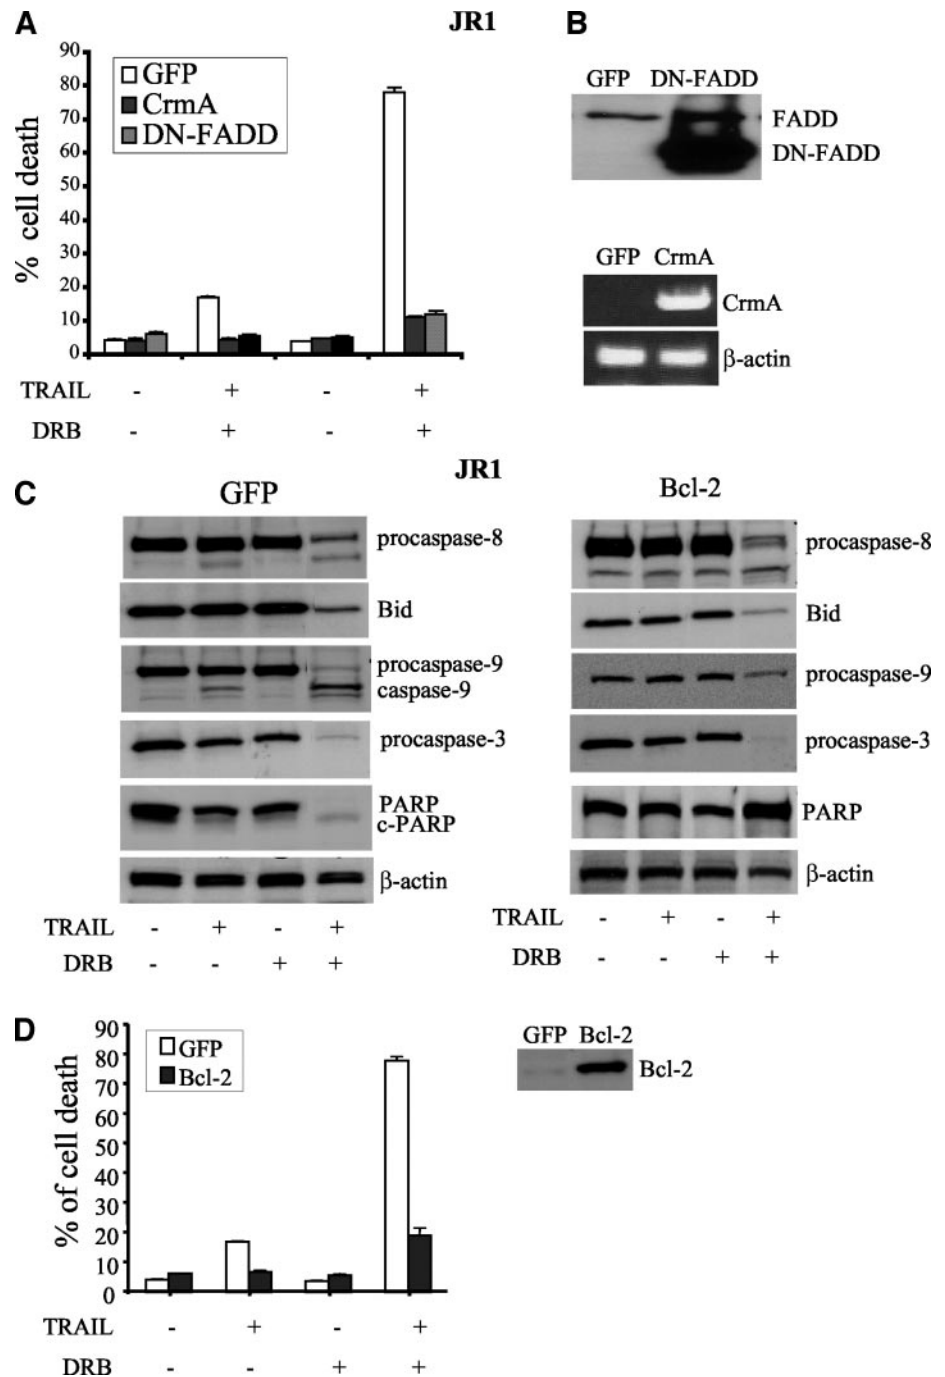 A
JR1
B
% cell death
90
80
70
60
50
40
30
20
10
0
GFP
CrmA
DN-FADD
TRAIL - + - +
DRB - + - +
GFP DN-FADD
FADD
DN-FADD
GFP CrmA
CrmA
β-actin
C
JR1
GFP
procaspase-8
Bid
procaspase-9
caspase-9
procaspase-3
PARP
c-PARP
β-actin
TRAIL - + - +
DRB - - + +
Bcl-2
procaspase-8
Bid
procaspase-9
procaspase-3
PARP
β-actin
TRAIL - + - +
DRB - - + +
D
% of cell death
90
80
70
60
50
40
30
20
10
0
GFP
Bcl-2
TRAIL - + - +
DRB - - + +
GFP Bcl-2
Bcl-2